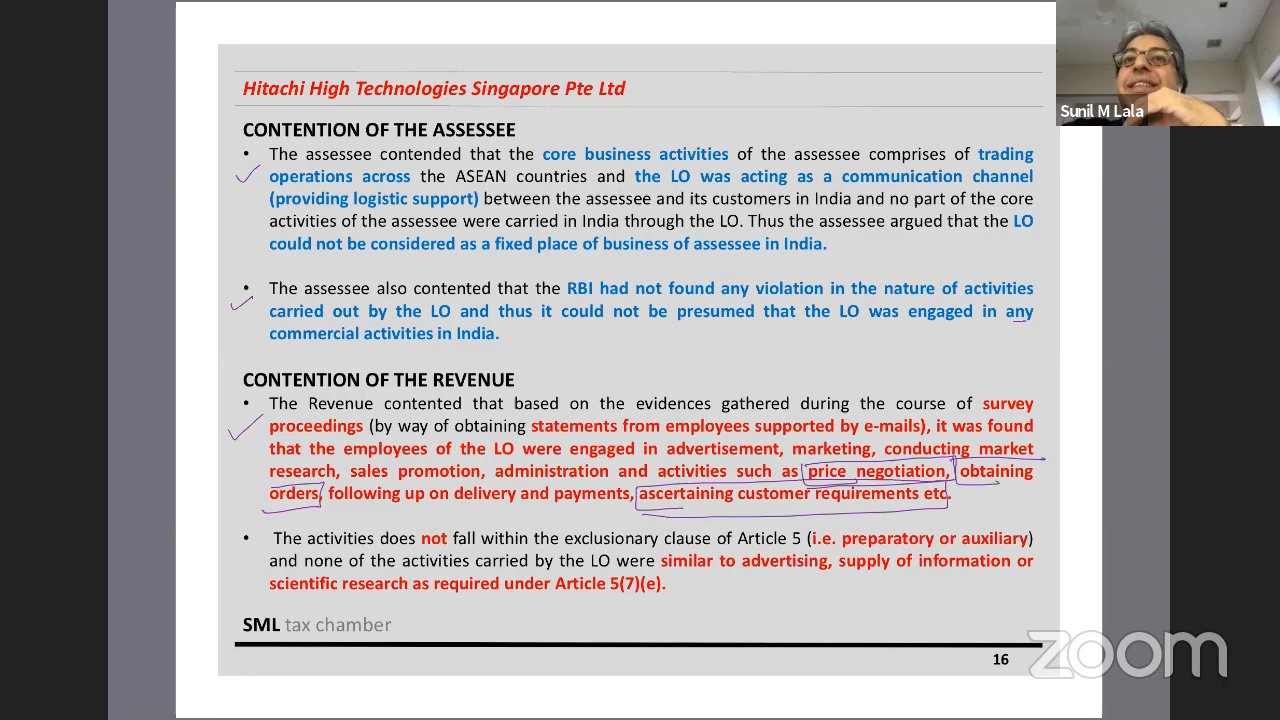 Hitachi High Technologies Singapore Pte Ltd
Sunil M Lala
CONTENTION OF THE ASSESSEE
• The assessee contended that the core business activities of the assessee comprises of trading
operations across the ASEAN countries and the LO was acting as a communication channel
(providing logistic support) between the assessee and its customers in India and no part of the core
activities of the assessee were carried in India through the LO. Thus the assessee argued that the LO
could not be considered as a fixed place of business of assessee in India.
• The assessee also contented that the RBI had not found any violation in the nature of activities
carried out by the LO and thus it could not be presumed that the LO was engaged in any
commercial activities in India.
CONTENTION OF THE REVENUE
• The Revenue contented that based on the evidences gathered during the course of survey
proceedings (by way of obtaining statements from employees supported by e-mails), it was found
that the employees of the LO were engaged in advertisement, marketing, conducting market
research, sales promotion, administration and activities such as price negotiation, obtaining
orders, following up on delivery and payments, ascertaining customer requirements etc.
• The activities does not fall within the exclusionary clause of Article 5 (i.e. preparatory or auxiliary)
and none of the activities carried by the LO were similar to advertising, supply of information or
scientific research as required under Article 5(7)(e).
SML tax chamber
16
zoom